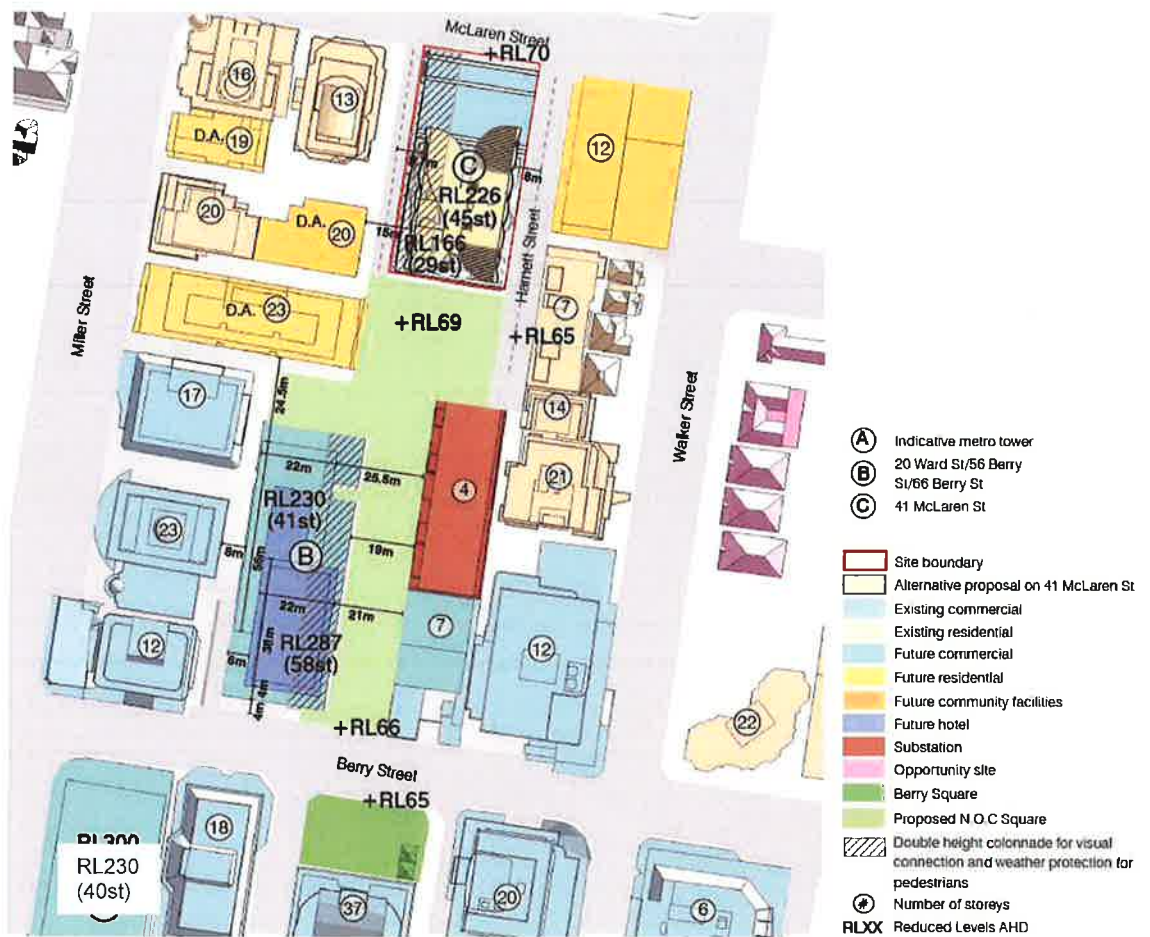 McLaren Street
+RL70
16
13
D.A. 19
12
C
8m
RL226
(45st)
20
D.A. 20
15m
RL166
(29st)
Harnett Street
7
D.A. 23
+RL69
+RL65
Miller Street
Walker Street
17
24.5m
14
22m
25.5m
21
4
RL230
(41st)
23
B
6m
55m
19m
22m
21m
7
12
12
38m
RL287
(58st)
6m
4m
4m
22
+RL66
Berry Street
+RL65
18
RL300
RL230
(40st)
37
20
6
A Indicative metro tower
B 20 Ward St/56 Berry
St/66 Berry St
C 41 McLaren St
Site boundary
Alternative proposal on 41 McLaren St
Existing commercial
Existing residential
Future commercial
Future residential
Future community facilities
Future hotel
Substation
Opportunity site
Berry Square
Proposed N.O.C Square
Double height colonnade for visual
connection and weather protection for
pedestrians
# Number of storeys
RLXX Reduced Levels AHD